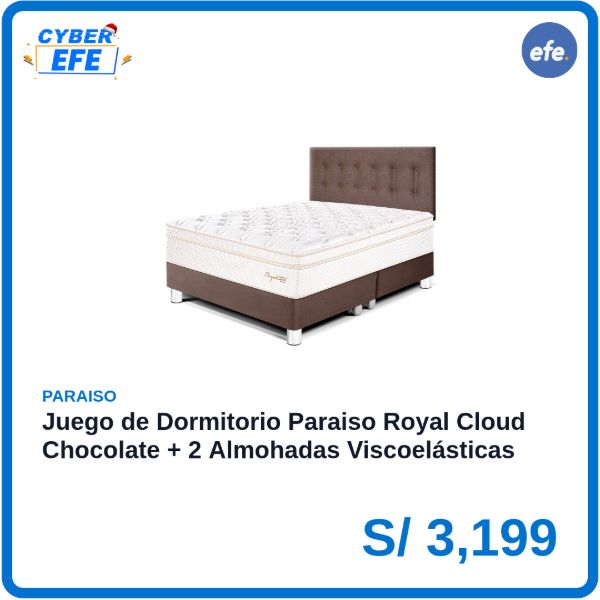 CYBER
EFE
efe.
PARAISO
Juego de Dormitorio Paraiso Royal Cloud
Chocolate + 2 Almohadas Viscoelásticas
S/ 3,199